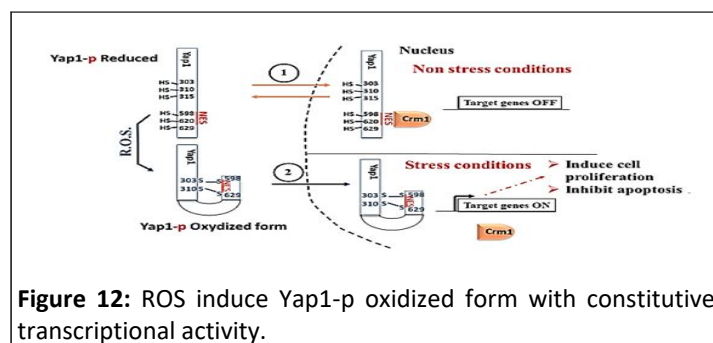 Yap1-p Reduced
Yap1
HS 303
HS 310
HS 315
HS 598
HS 620
HS 629
NES
R.O.S.
1
Nucleus
Non stress conditions
Yap1
HS 303
HS 310
HS 315
HS 598
HS 620
HS 629
NES
Crm1
Target genes OFF
Yap1
303 S S 598
310 S S 629
NES
Yap1-p Oxydized form
2
Stress conditions
Yap1
303 S S 598
310 S S 629
NES
Induce cell
proliferation
Inhibit apoptosis
Target genes ON
Crm1
Figure 12: ROS induce Yap1-p oxidized form with constitutive
transcriptional activity.